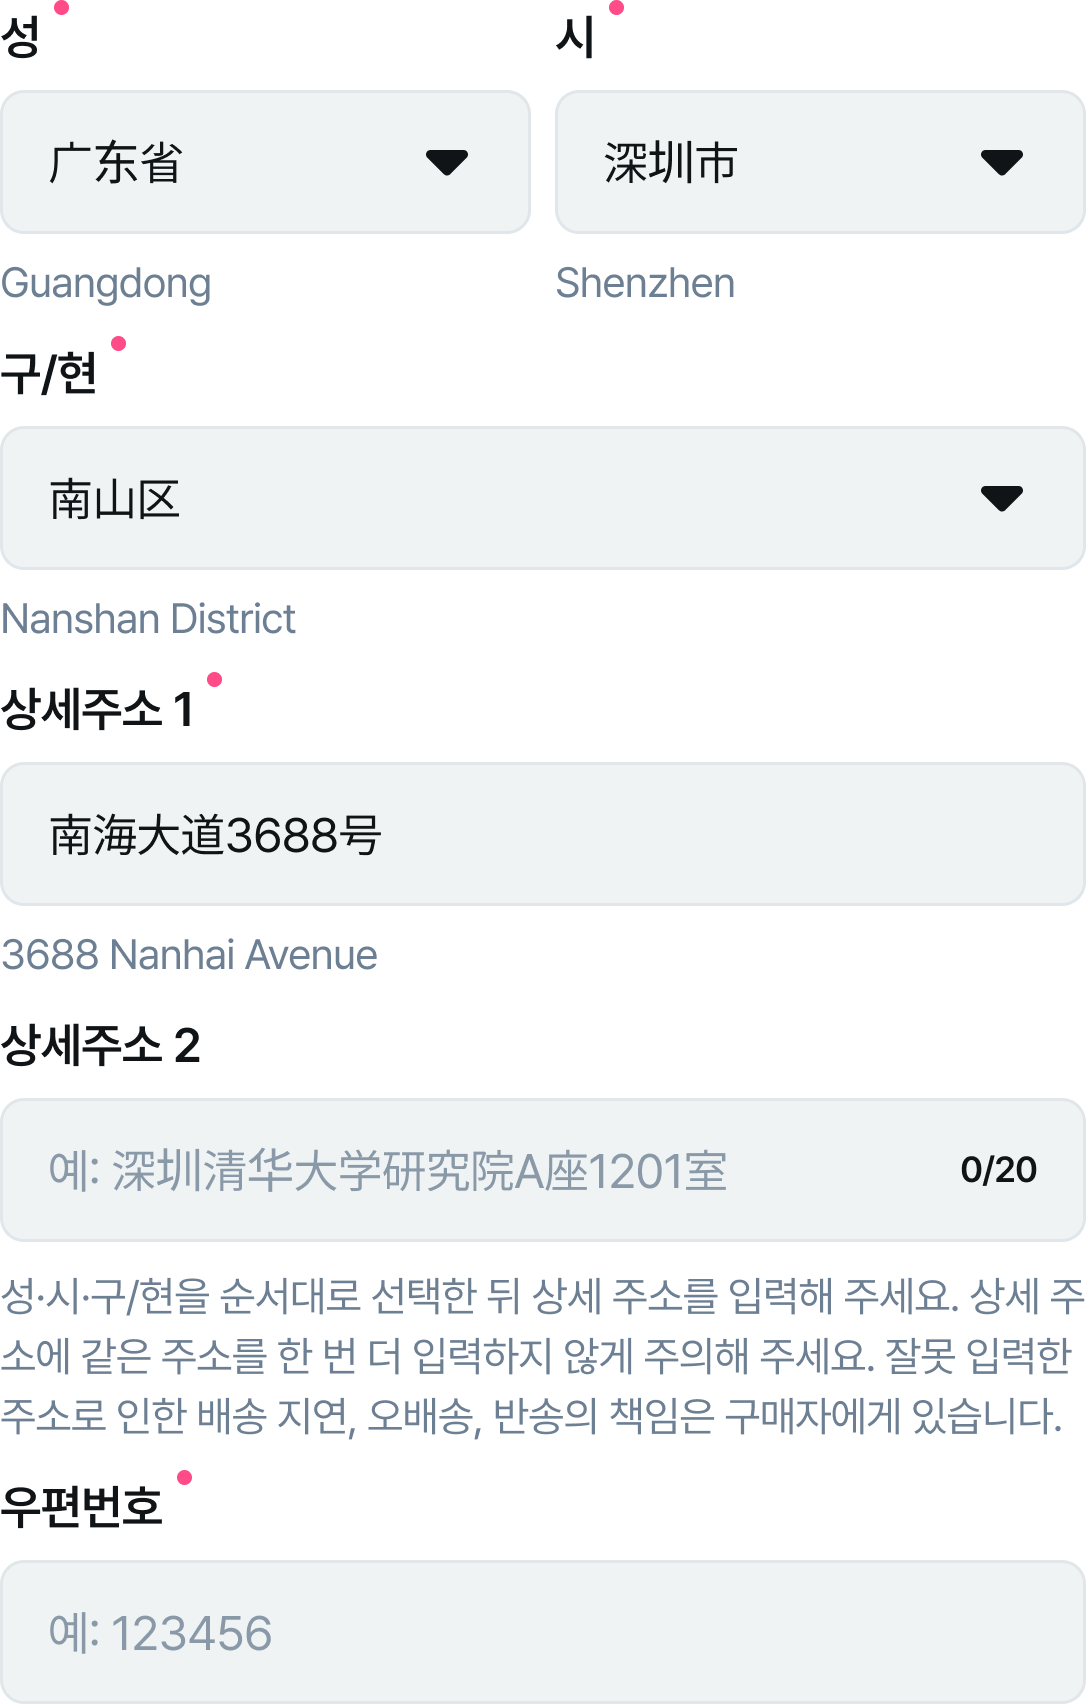 성
시
广东省
深圳市
Guangdong
Shenzhen
구/현
南山区
Nanshan District
상세주소 1
南海大道3688号
3688 Nanhai Avenue
상세주소 2
예: 深圳清华大学研究院A座1201室
0/20
성·시·구/현을 순서대로 선택한 뒤 상세 주소를 입력해 주세요. 상세 주
소에 같은 주소를 한 번 더 입력하지 않게 주의해 주세요. 잘못 입력한
주소로 인한 배송 지연, 오배송, 반송의 책임은 구매자에게 있습니다.
우편번호
예: 123456